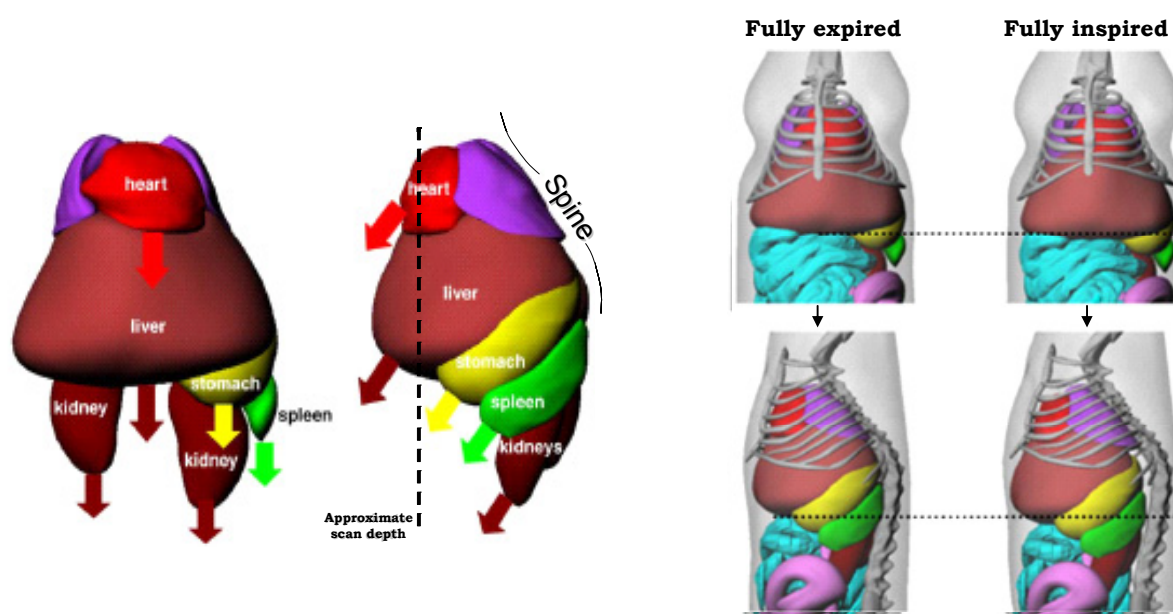 Fully expired
Fully inspired
heart
liver
stomach
kidney
kidney
spleen
heart
Spine
liver
stomach
spleen
kidneys
Approximate
scan depth